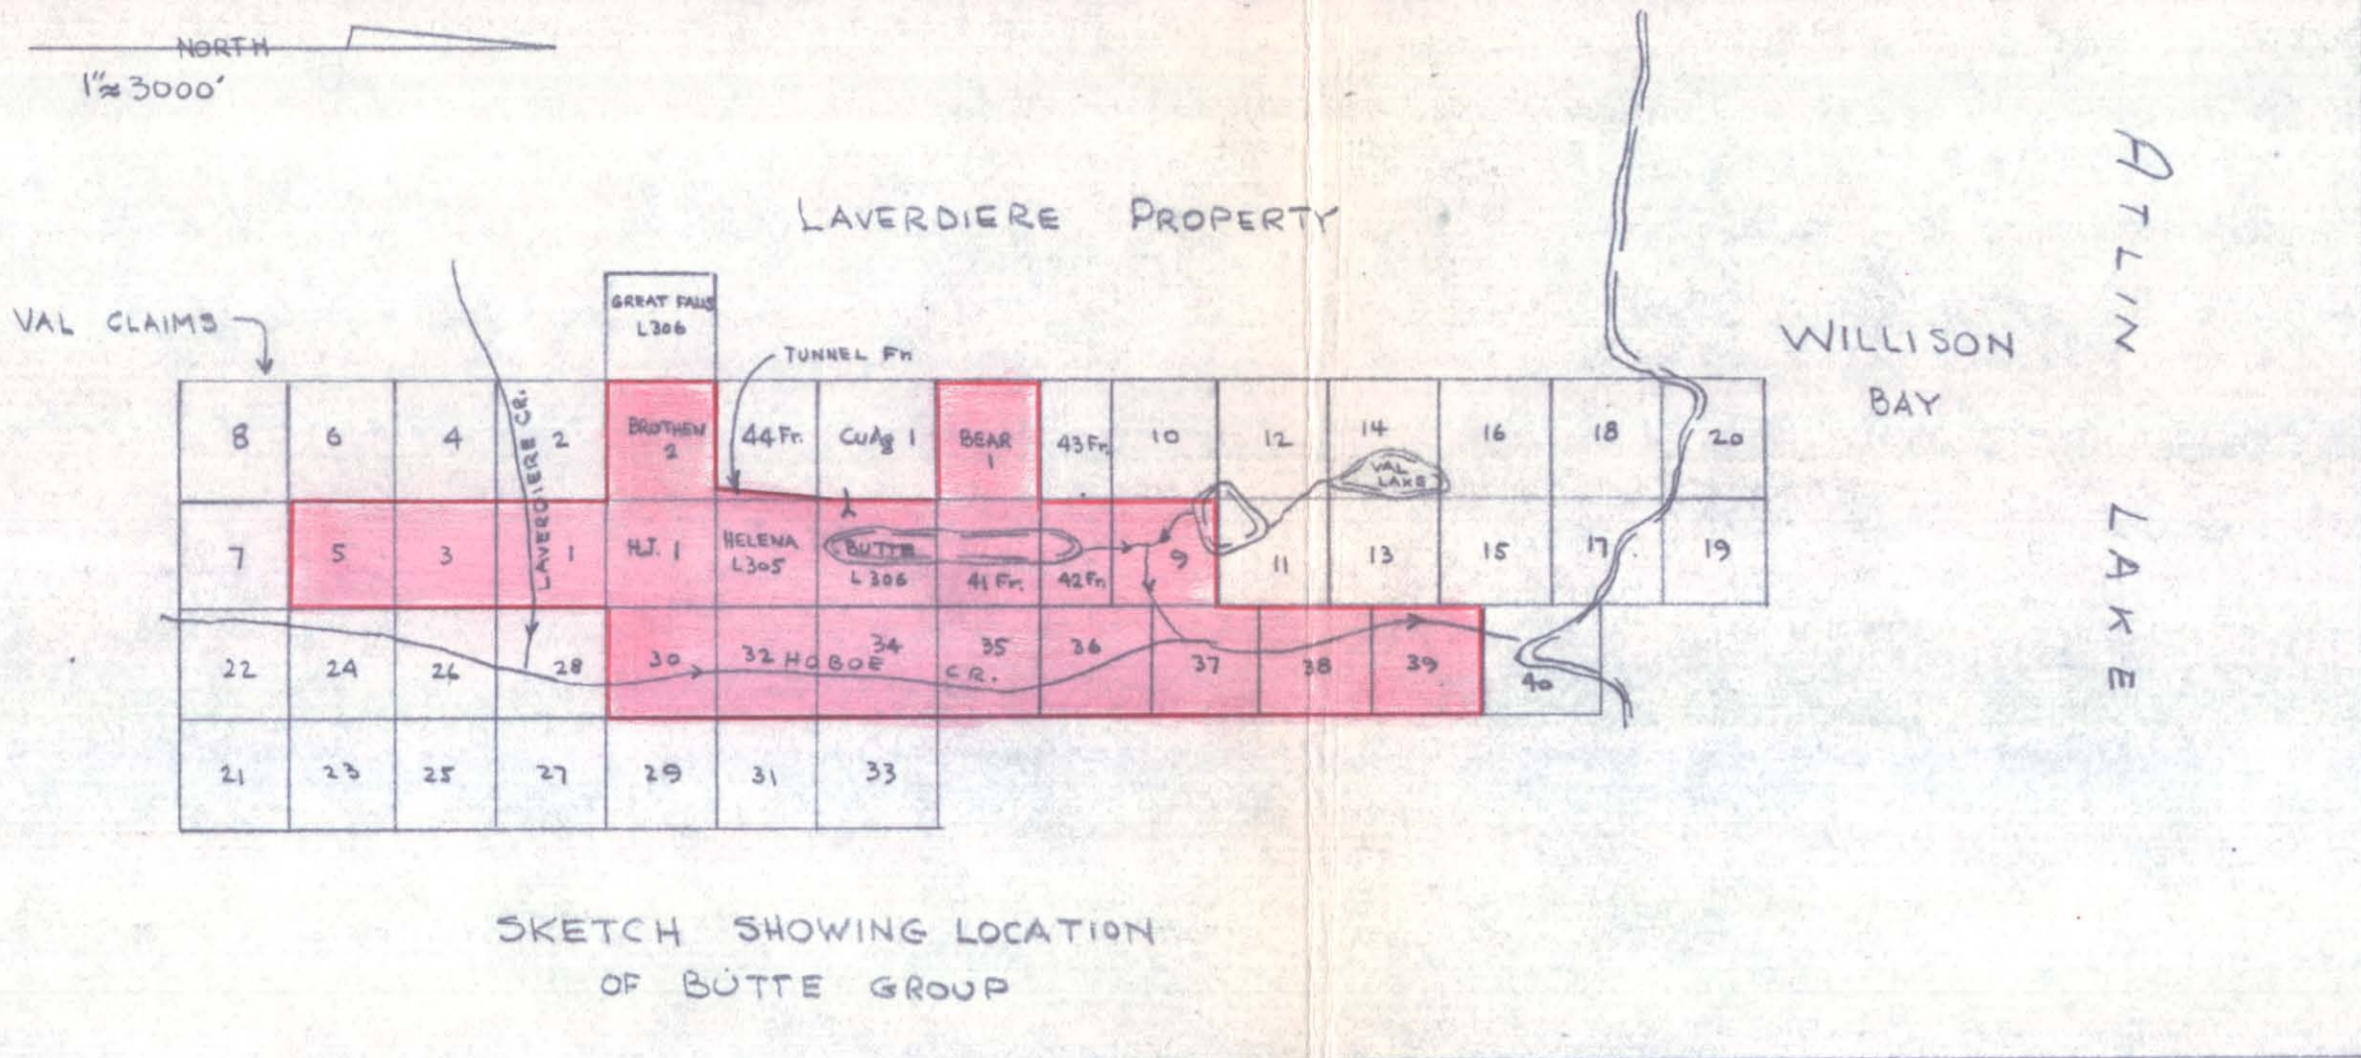 NORTH
1"≈3000'
LAVERDIERE PROPERTY
ATLIN LAKE
WILLISON
BAY
VAL CLAIMS
GREAT FALLS
L306
TUNNEL Fr
LAVERDIERE CR.
8 6 4 2 BROTHEN 2 44 Fr. CuAg 1 BEAR 1 43 Fr. 10 12 14 16 18 20
VAL LAKE
7 5 3 1 H.J. 1 HELENA L305 BUTTE L306 41 Fr. 42 Fr. 9 11 13 15 17 19
22 24 26 28 30 32 34 35 36 37 38 39 40
HOBOE CR.
21 23 25 27 29 31 33
SKETCH SHOWING LOCATION
OF BUTTE GROUP